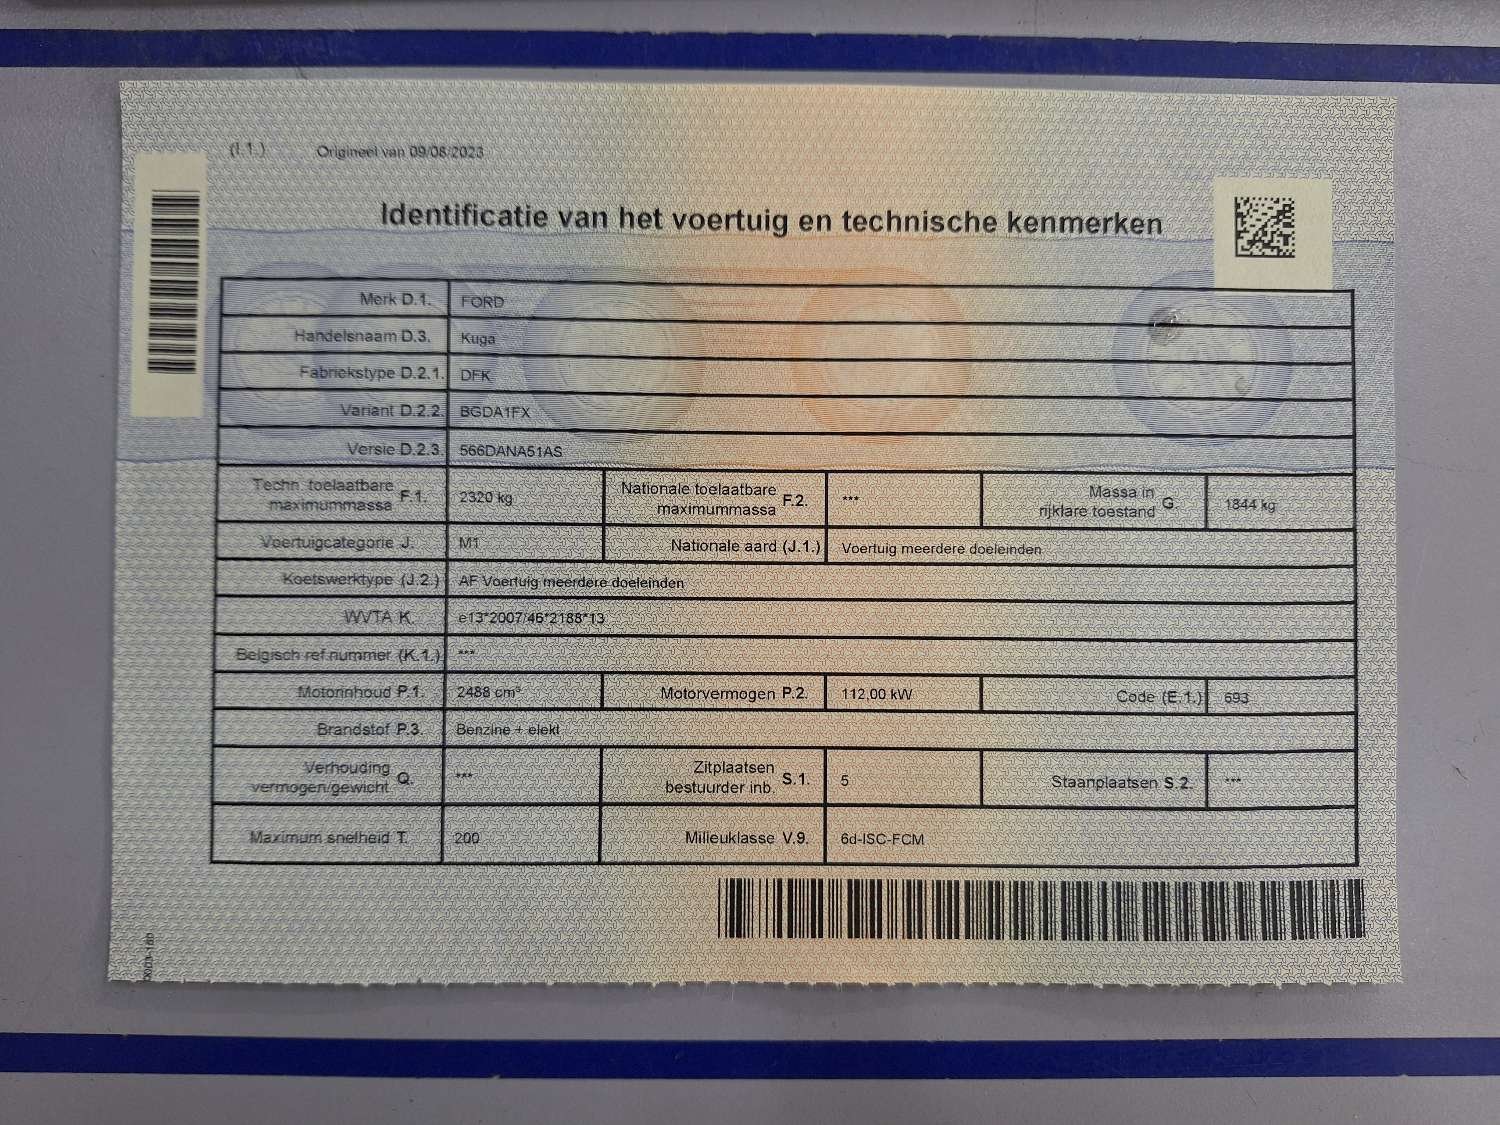 (I.1.) Origineel van 09/08/2023
Identificatie van het voertuig en technische kenmerken
Merk D.1. FORD
Handelsnaam D.3. Kuga
Fabriekstype D.2.1. DFK
Variant D.2.2. BGDA1FX
Versie D.2.3. 566DANA51AS
Techn. toelaatbare maximummassa F.1. 2320 kg Nationale toelaatbare maximummassa F.2. *** Massa in rijklare toestand G. 1844 kg
Voertuigcategorie J. M1 Nationale aard (J.1.) Voertuig meerdere doeleinden
Koetswerktype (J.2.) AF Voertuig meerdere doeleinden
WVTA K. e13*2007/46*2188*13
Belgisch ref.nummer (K.1.) ***
Motorinhoud P.1. 2488 cm³ Motorvermogen P.2. 112,00 kW Code (E.1.) 693
Brandstof P.3. Benzine + elekt
Verhouding vermogen/gewicht Q. *** Zitplaatsen bestuurder inb. S.1. 5 Staanplaatsen S.2. ***
Maximum snelheid T. 200 Milieuklasse V.9. 6d-ISC-FCM